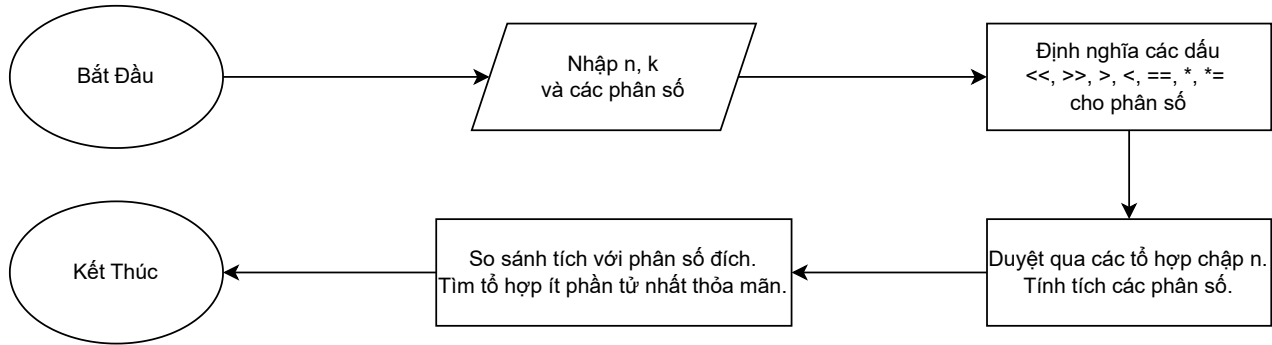 Bắt Đầu
Nhập n, k
và các phân số
Định nghĩa các dấu
<<, >>, >, <, ==, *, *=
cho phân số
Duyệt qua các tổ hợp chập n.
Tính tích các phân số.
So sánh tích với phân số đích.
Tìm tổ hợp ít phần tử nhất thỏa mãn.
Kết Thúc